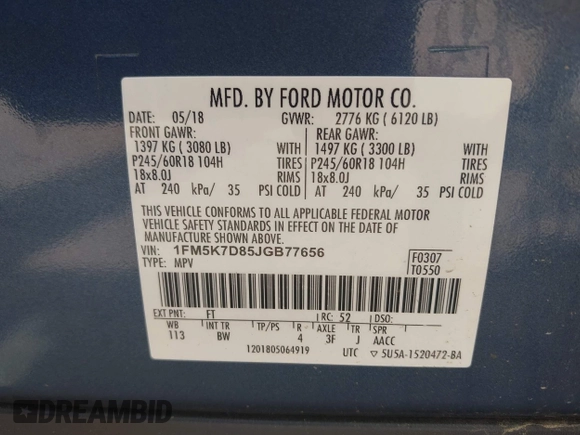 MFD. BY FORD MOTOR CO.
DATE: 05/18 GVWR: 2776 KG ( 6120 LB)
FRONT GAWR: REAR GAWR:
1397 KG ( 3080 LB) 1497 KG ( 3300 LB)
P245/60R18 104H TIRES P245/60R18 104H TIRES
18x8.0J RIMS 18x8.0J RIMS
AT 240 kPa/ 35 PSI COLD AT 240 kPa/ 35 PSI COLD
THIS VEHICLE CONFORMS TO ALL APPLICABLE FEDERAL MOTOR
VEHICLE SAFETY STANDARDS IN EFFECT ON THE DATE OF
MANUFACTURE SHOWN ABOVE.
VIN: 1FM5K7D85JGB77656 F0307
TYPE: MPV T0550
EXT PNT: FT RC: 52 DSO:
WB INT TR TP/PS R AXLE TR SPR
113 BW 4 3F J AACC
1201805064919 UTC ▽5U5A-1520472-BA
DREAMBID